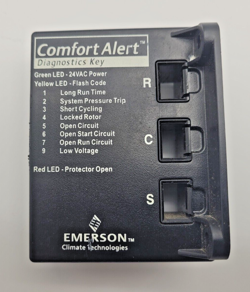 Comfort Alert™
Diagnostics Key
Green LED - 24VAC Power
Yellow LED - Flash Code
1 Long Run Time
2 System Pressure Trip
3 Short Cycling
4 Locked Rotor
5 Open Circuit
6 Open Start Circuit
7 Open Run Circuit
9 Low Voltage
Red LED - Protector Open
R
C
S
EMERSON™
Climate Technologies